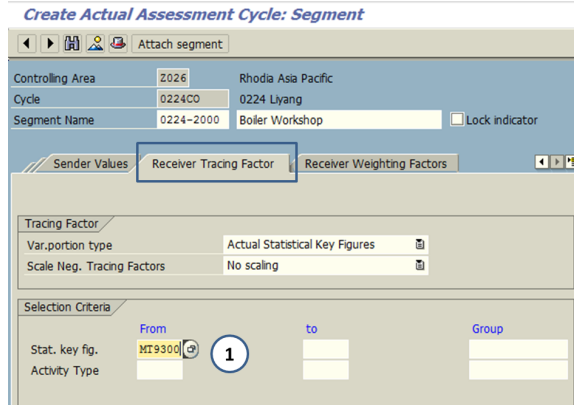 Create Actual Assessment Cycle: Segment
Attach segment
Controlling Area Z026 Rhodia Asia Pacific
Cycle 0224CO 0224 Liyang
Segment Name 0224-2000 Boiler Workshop Lock indicator
Sender Values Receiver Tracing Factor Receiver Weighting Factors
Tracing Factor
Var.portion type Actual Statistical Key Figures
Scale Neg. Tracing Factors No scaling
Selection Criteria
From to Group
Stat. key fig. MT9300 1
Activity Type